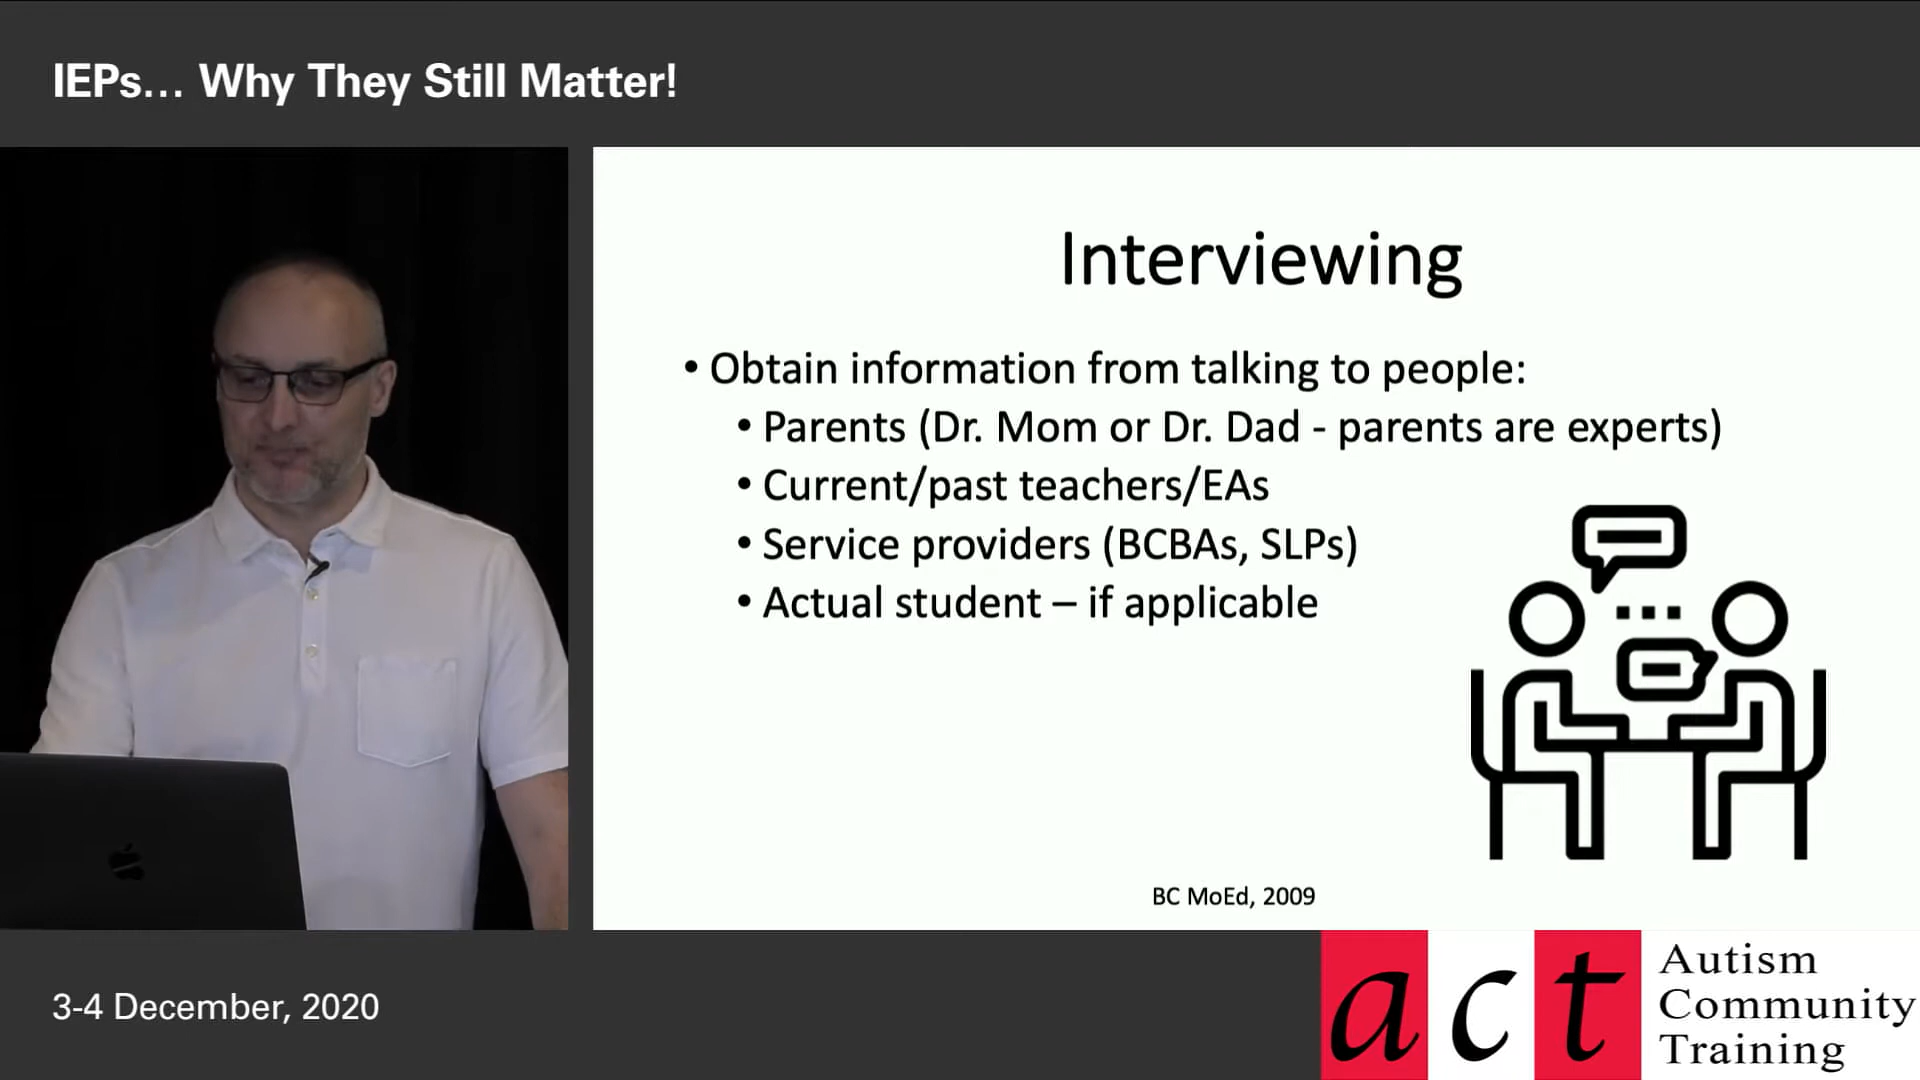 IEPs... Why They Still Matter!
Interviewing
• Obtain information from talking to people:
• Parents (Dr. Mom or Dr. Dad - parents are experts)
• Current/past teachers/EAs
• Service providers (BCBAs, SLPs)
• Actual student – if applicable
BC MoEd, 2009
3-4 December, 2020
act
Autism
Community
Training